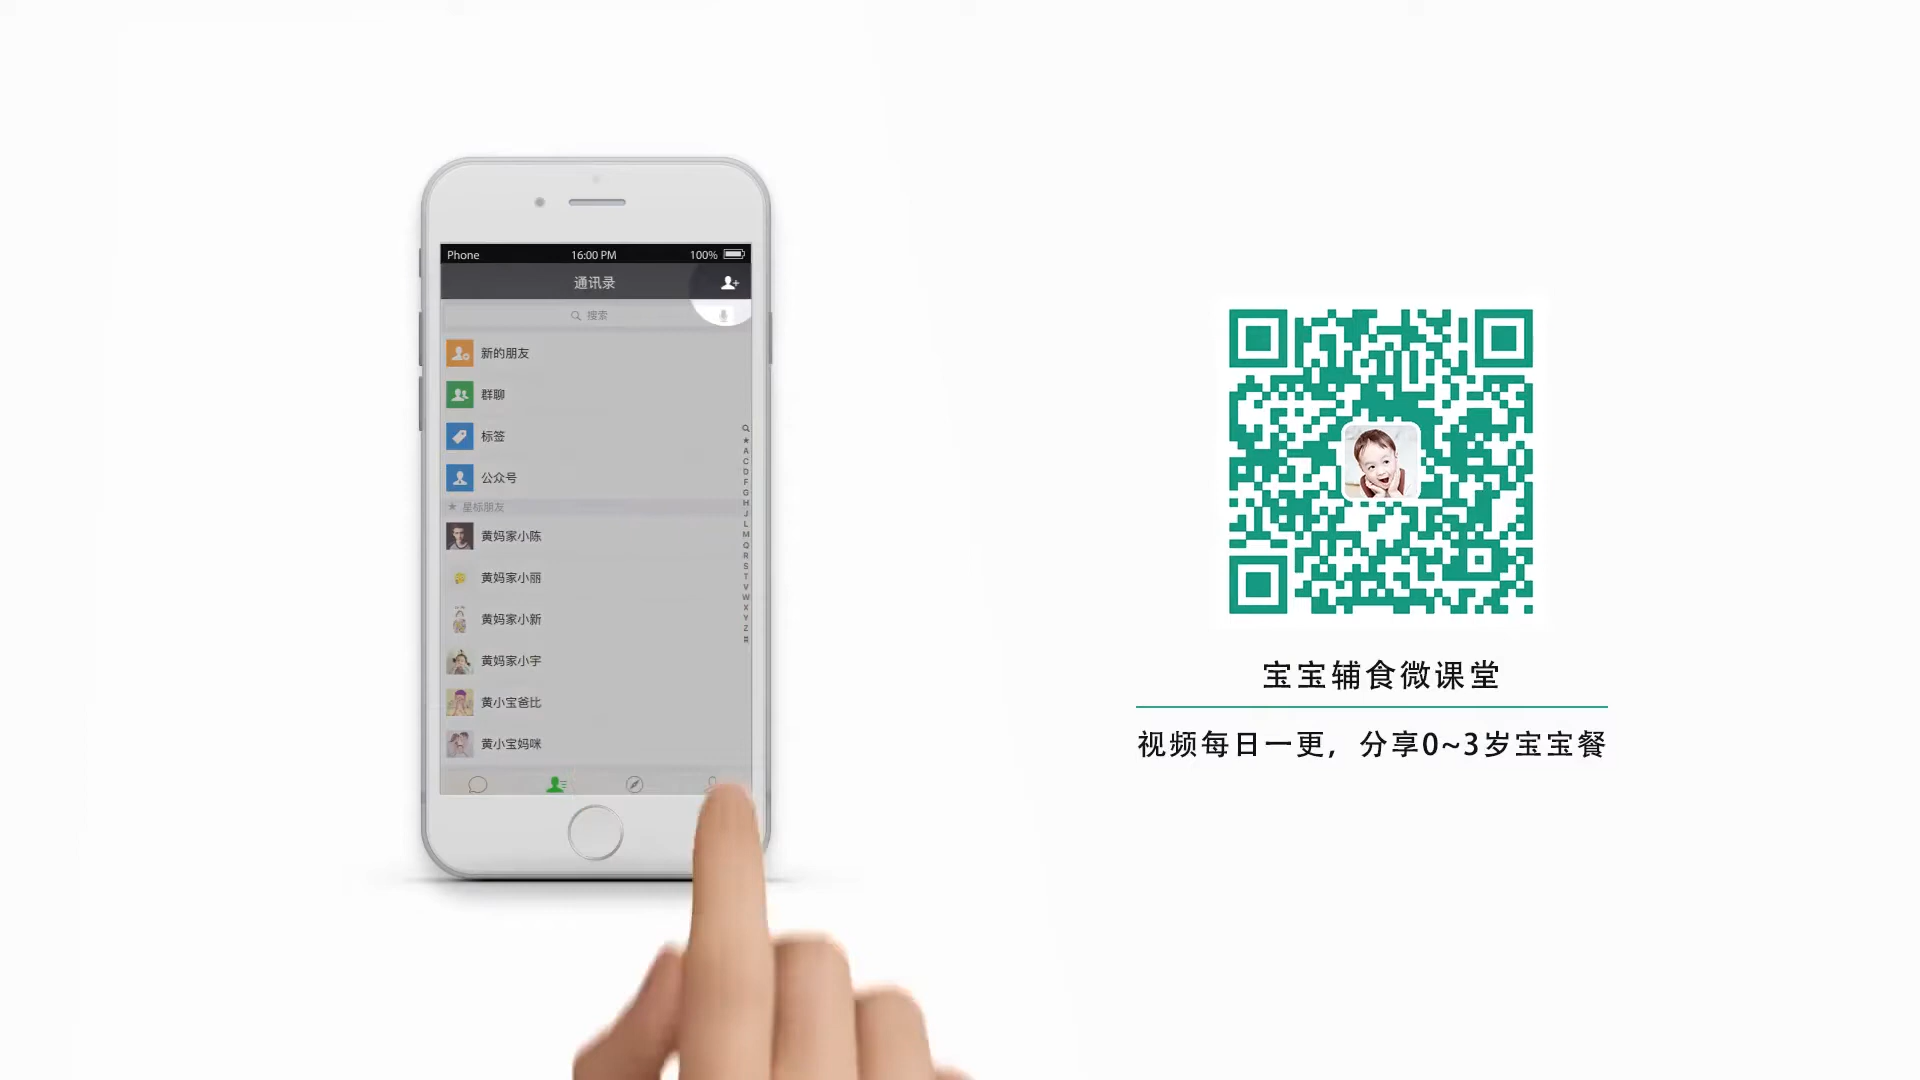 Phone 16:00 PM 100%
通讯录
搜索
新的朋友
群聊
标签
公众号
★ 星标朋友
黄妈家小陈
黄妈家小丽
黄妈家小新
黄妈家小宇
黄小宝爸比
黄小宝妈咪
A
C
D
F
G
H
J
L
M
Q
R
S
T
V
W
X
Y
Z
#
宝宝辅食微课堂
视频每日一更，分享0~3岁宝宝餐